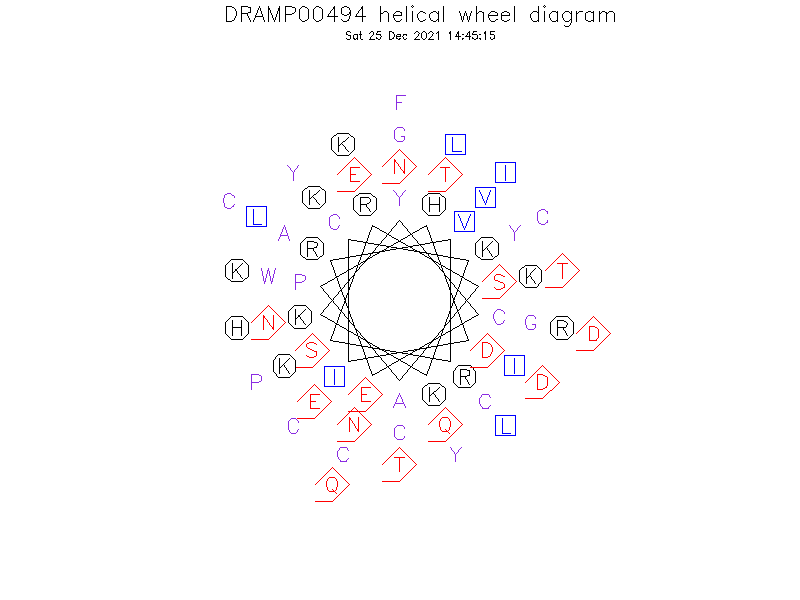 DRAMP00494 helical wheel diagram
Sat 25 Dec 2021 14:45:15
F
G
K L
N
Y E T I
C K R Y H V
L C V C
A Y
R K
K W P S K T
H N K C G R D
S D
K I R I
P D
E E A K C
C N C Q L
C Y
T
Q